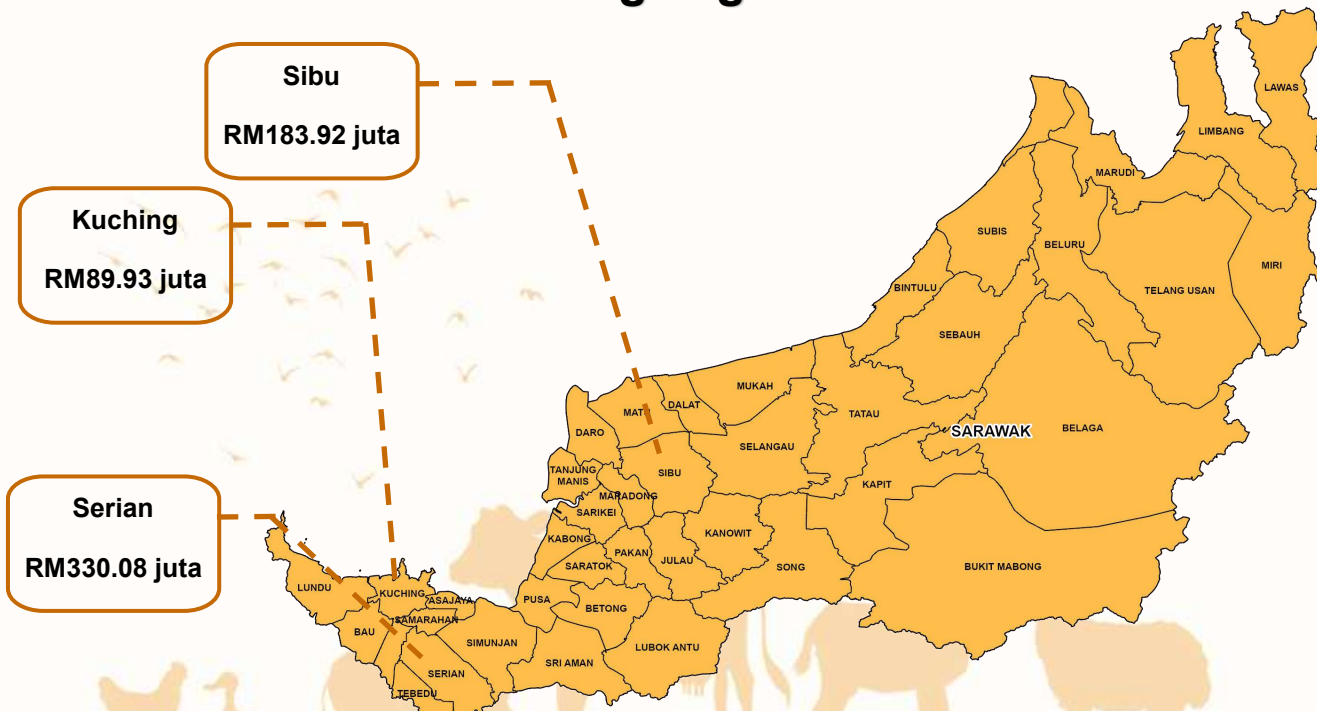 Sibu
RM183.92 juta
Kuching
RM89.93 juta
Serian
RM330.08 juta
LAWAS
LIMBANG
MARUDI
SUBIS
BELURU
MIRI
TELANG USAN
BINTULU
SEBAUH
MUKAH
DALAT
TATAU
SARAWAK
BELAGA
DARO
SELANGAU
SIBU
TANJUNG
MANIS
KAPIT
MARADONG
SARIKEI
KABONG
KANOWIT
PAKAN
JULAU
SARATOK
SONG
BUKIT MABONG
LUNDU
KUCHING
ASAJAYA
PUSA
BETONG
SAMARAHAN
BAU
SIMUNJAN
LUBOK ANTU
SRI AMAN
SERIAN
TEBEDU